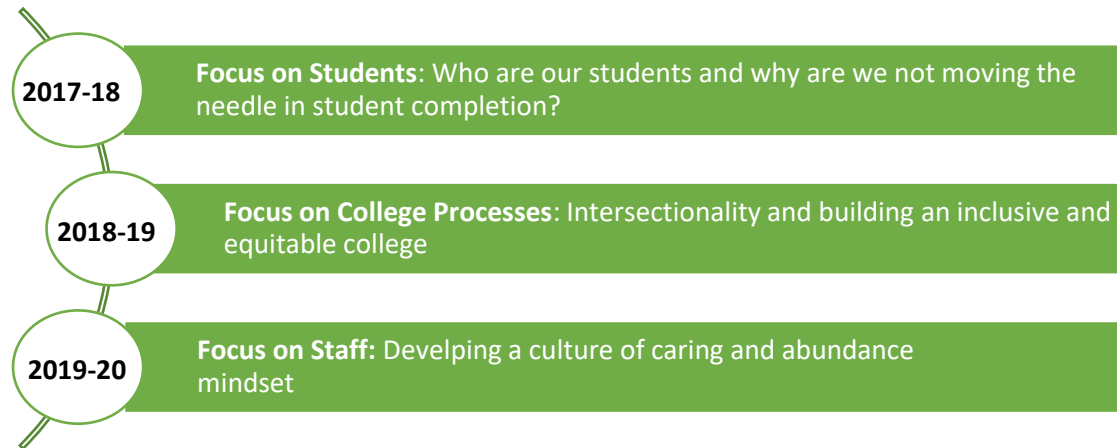 2017-18
Focus on Students: Who are our students and why are we not moving the
needle in student completion?
2018-19
Focus on College Processes: Intersectionality and building an inclusive and
equitable college
2019-20
Focus on Staff: Develping a culture of caring and abundance
mindset